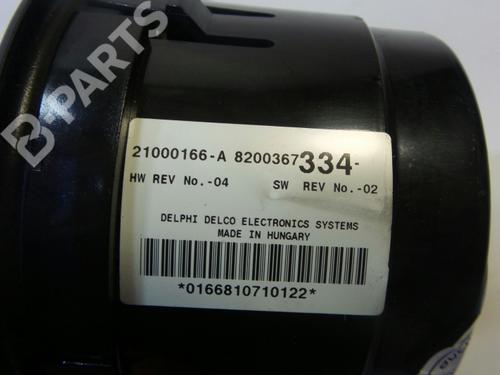 B-PARTS
21000166-A 8200367334-
HW REV No.-04 SW REV No.-02
DELPHI DELCO ELECTRONICS SYSTEMS
MADE IN HUNGARY
*0166810710122*